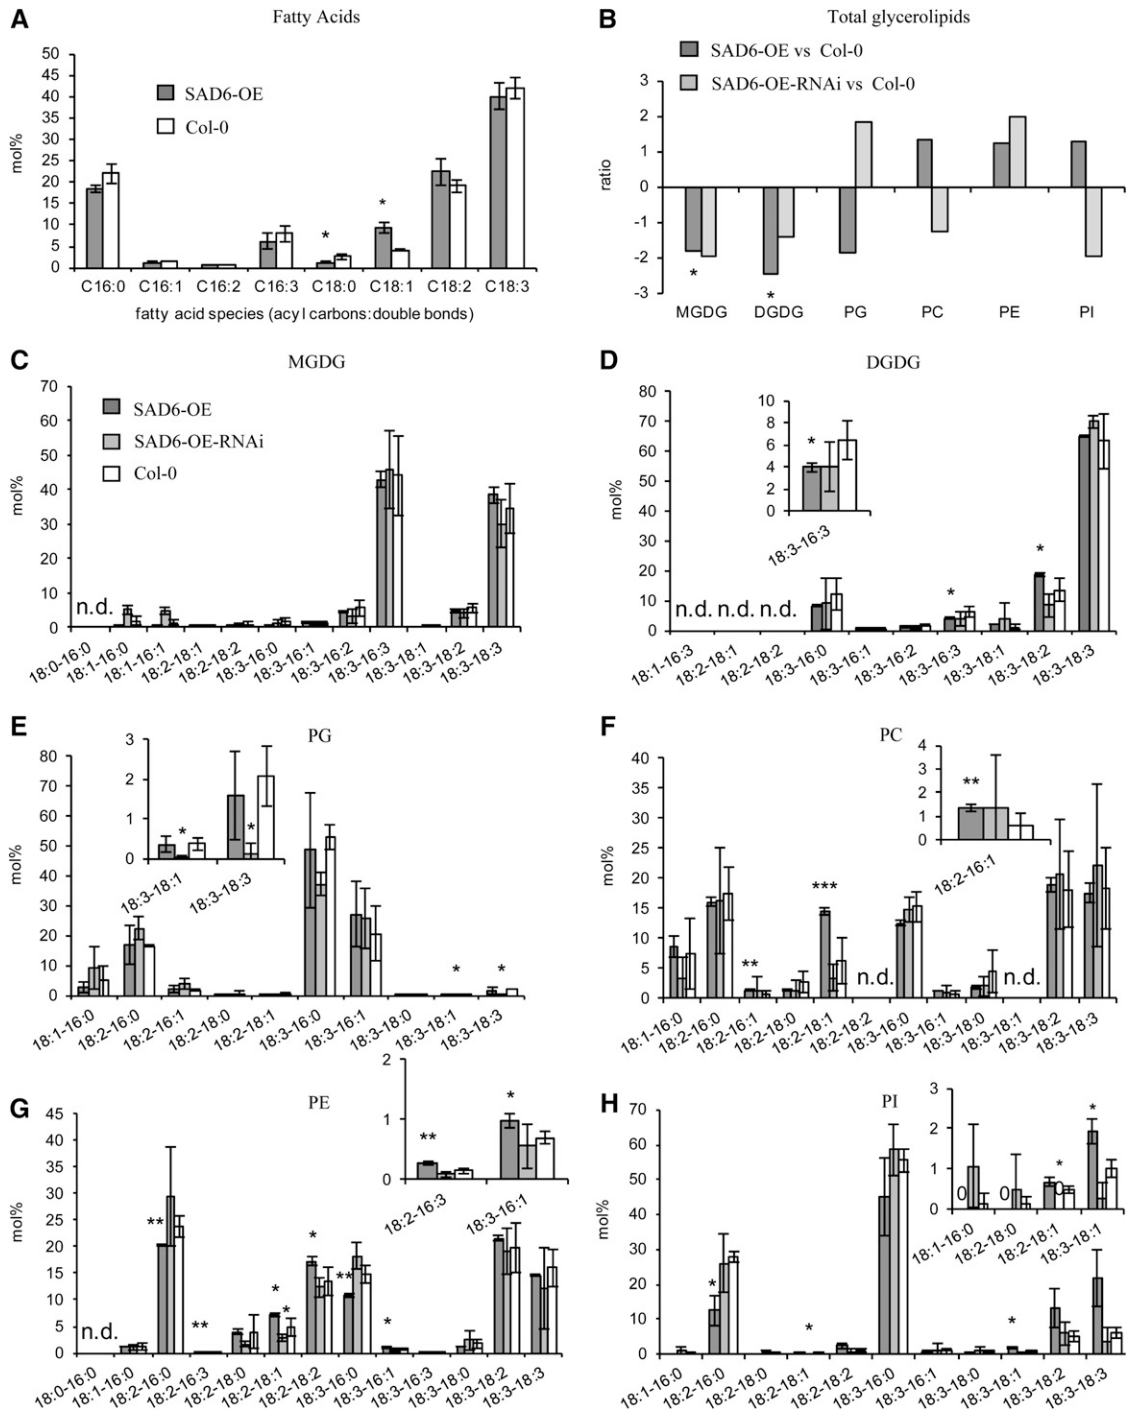 A
Fatty Acids
50
45
40
35
30
25
20
15
10
5
0
mol%
SAD6-OE
Col-0
*
*
C16:0 C16:1 C16:2 C16:3 C18:0 C18:1 C18:2 C18:3
fatty acid species (acyl carbons:double bonds)
B
Total glycerolipids
SAD6-OE vs Col-0
SAD6-OE-RNAi vs Col-0
3
2
1
0
-1
-2
-3
ratio
*
*
MGDG DGDG PG PC PE PI
C
MGDG
70
60
50
40
30
20
10
0
mol%
SAD6-OE
SAD6-OE-RNAi
Col-0
n.d.
18:0-16:0 18:1-16:0 18:1-16:1 18:2-18:1 18:2-18:2 18:3-16:0 18:3-16:1 18:3-16:2 18:3-16:3 18:3-18:1 18:3-18:2 18:3-18:3
D
DGDG
80
70
60
50
40
30
20
10
0
mol%
10
8
6
4
2
0
*
18:3-16:3
n.d. n.d. n.d.
*
*
18:1-16:3 18:2-18:1 18:2-18:2 18:3-16:0 18:3-16:1 18:3-16:2 18:3-16:3 18:3-18:1 18:3-18:2 18:3-18:3
E
PG
80
70
60
50
40
30
20
10
0
mol%
3
2
1
0
*
*
18:3-18:1 18:3-18:3
*
*
18:1-16:0 18:2-16:0 18:2-16:1 18:2-18:0 18:2-18:1 18:3-16:0 18:3-16:1 18:3-18:0 18:3-18:1 18:3-18:3
F
PC
40
35
30
25
20
15
10
5
0
mol%
4
3
2
1
0
**
18:2-16:1
**
***
n.d.
n.d.
18:1-16:0 18:2-16:0 18:2-16:1 18:2-18:0 18:2-18:1 18:2-18:2 18:3-16:0 18:3-16:1 18:3-18:0 18:3-18:1 18:3-18:2 18:3-18:3
G
PE
45
40
35
30
25
20
15
10
5
0
mol%
2
1
0
**
*
18:2-16:3 18:3-16:1
n.d.
**
**
*
*
*
**
*
18:0-16:0 18:1-16:0 18:2-16:0 18:2-16:3 18:2-18:0 18:2-18:1 18:2-18:2 18:3-16:0 18:3-16:1 18:3-16:3 18:3-18:0 18:3-18:2 18:3-18:3
H
PI
70
60
50
40
30
20
10
0
mol%
3
2
1
0
0
0
*
0
*
18:1-16:0 18:2-18:0 18:2-18:1 18:3-18:1
*
*
*
18:1-16:0 18:2-16:0 18:2-18:0 18:2-18:1 18:2-18:2 18:3-16:0 18:3-16:1 18:3-18:0 18:3-18:1 18:3-18:2 18:3-18:3